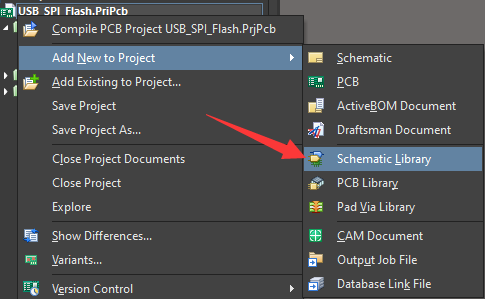 USB_SPI_Flash.PrjPcb
Compile PCB Project USB_SPI_Flash.PrjPcb
Add New to Project
Add Existing to Project...
Save Project
Save Project As...
Close Project Documents
Close Project
Explore
Show Differences...
Variants...
Version Control
Schematic
PCB
ActiveBOM Document
Draftsman Document
Schematic Library
PCB Library
Pad Via Library
CAM Document
Output Job File
Database Link File